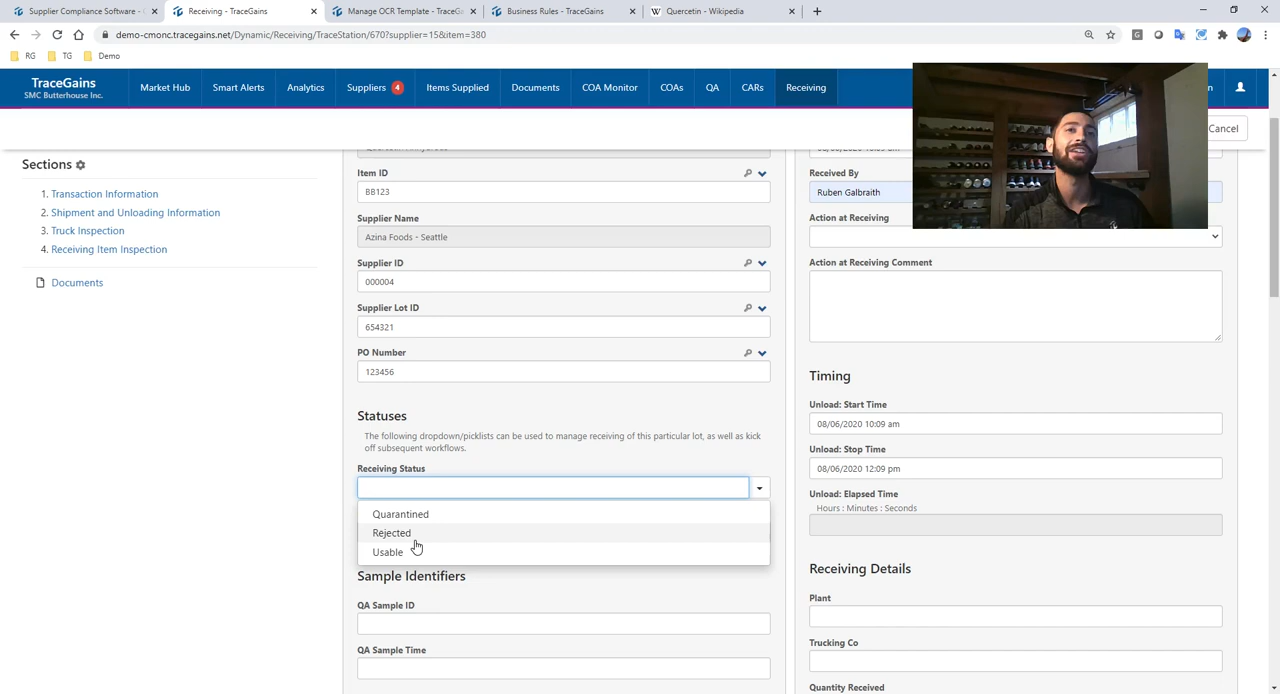 Supplier Compliance Software -
Receiving - TraceGains
Manage OCR Template - TraceGa
Business Rules - TraceGains
Quercetin - Wikipedia
demo-cmonc.tracegains.net/Dynamic/Receiving/TraceStation/670?supplier=15&item=380
RG
TG
Demo
TraceGains
SMC Butterhouse Inc.
Market Hub
Smart Alerts
Analytics
Suppliers 4
Items Supplied
Documents
COA Monitor
COAs
QA
CARs
Receiving
Cancel
Sections
1. Transaction Information
2. Shipment and Unloading Information
3. Truck Inspection
4. Receiving Item Inspection
Documents
Item ID
BB123
Supplier Name
Azina Foods - Seattle
Supplier ID
000004
Supplier Lot ID
654321
PO Number
123456
Statuses
The following dropdown/picklists can be used to manage receiving of this particular lot, as well as kick
off subsequent workflows.
Receiving Status
Quarantined
Rejected
Usable
Sample Identifiers
QA Sample ID
QA Sample Time
Received By
Ruben Galbraith
Action at Receiving
Action at Receiving Comment
Timing
Unload: Start Time
08/06/2020 10:09 am
Unload: Stop Time
08/06/2020 12:09 pm
Unload: Elapsed Time
Hours : Minutes : Seconds
Receiving Details
Plant
Trucking Co
Quantity Received